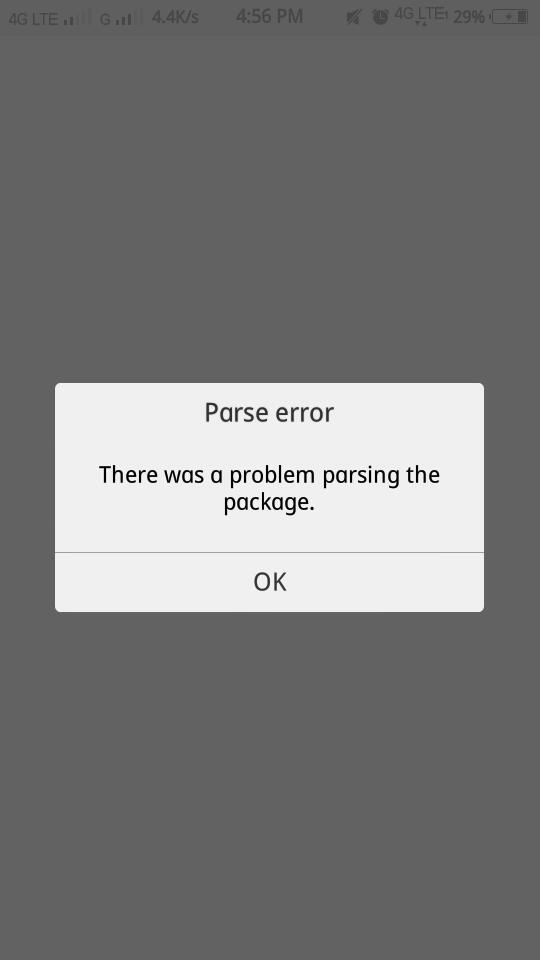 4G LTE G 4.4K/s 4:56 PM 4G LTE 29%
Parse error
There was a problem parsing the
package.
OK